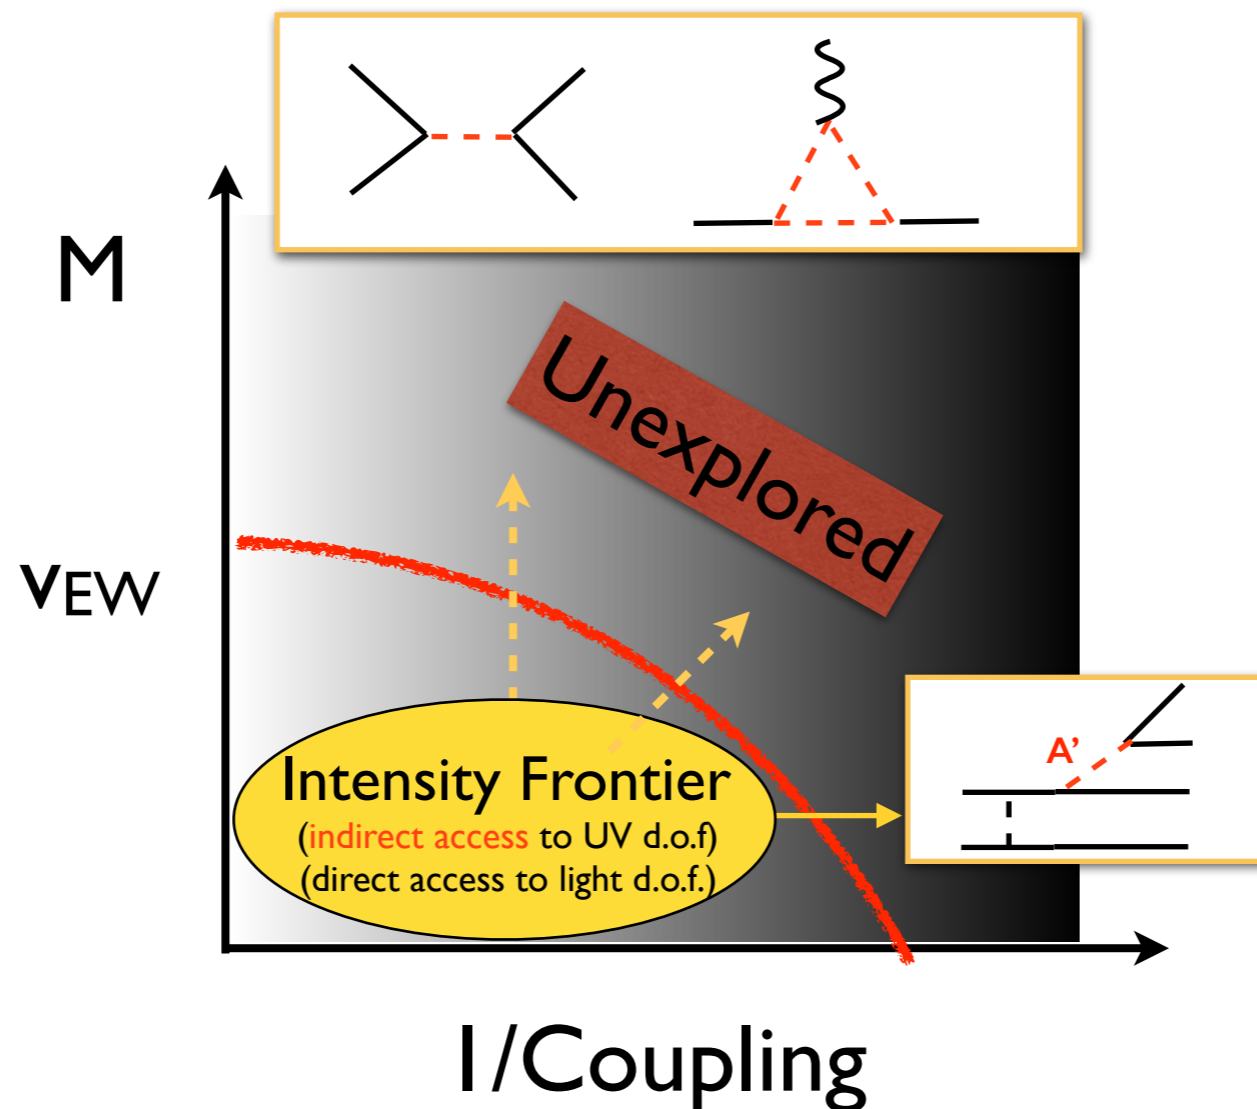 M
Unexplored
vEW
A'
Intensity Frontier
(indirect access to UV d.o.f)
(direct access to light d.o.f.)
1/Coupling